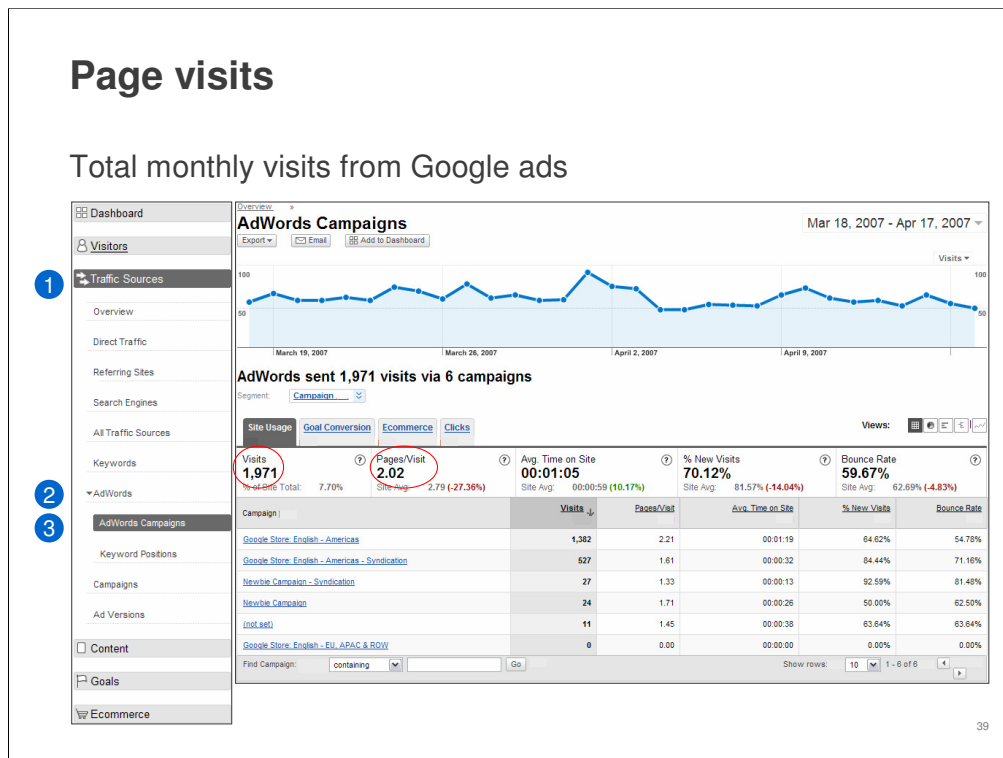 Page visits
Total monthly visits from Google ads
Dashboard
Visitors
1
Traffic Sources
Overview
Direct Traffic
Referring Sites
Search Engines
All Traffic Sources
Keywords
2
AdWords
3
AdWords Campaigns
Keyword Positions
Campaigns
Ad Versions
Content
Goals
Ecommerce
Overview »
AdWords Campaigns
Mar 18, 2007 - Apr 17, 2007
Export Email Add to Dashboard
Visits
100 100
50 50
March 19, 2007 March 26, 2007 April 2, 2007 April 9, 2007
AdWords sent 1,971 visits via 6 campaigns
Segment: Campaign
Site Usage Goal Conversion Ecommerce Clicks Views:
Visits ? Pages/Visit ? Avg. Time on Site ? % New Visits ? Bounce Rate ?
1,971 2.02 00:01:05 70.12% 59.67%
% of Site Total: 7.70% Site Avg: 2.79 (-27.36%) Site Avg: 00:00:59 (10.17%) Site Avg: 81.57% (-14.04%) Site Avg: 62.69% (-4.83%)
Campaign Visits ↓ Pages/Visit Avg. Time on Site % New Visits Bounce Rate
Google Store: English - Americas 1,382 2.21 00:01:19 64.62% 54.78%
Google Store: English - Americas - Syndication 527 1.61 00:00:32 84.44% 71.16%
Newbie Campaign - Syndication 27 1.33 00:00:13 92.59% 81.48%
Newbie Campaign 24 1.71 00:00:26 50.00% 62.50%
(not set) 11 1.45 00:00:38 63.64% 63.64%
Google Store: English - EU, APAC & ROW 0 0.00 00:00:00 0.00% 0.00%
Find Campaign: containing Go Show rows: 10 1 - 6 of 6
39